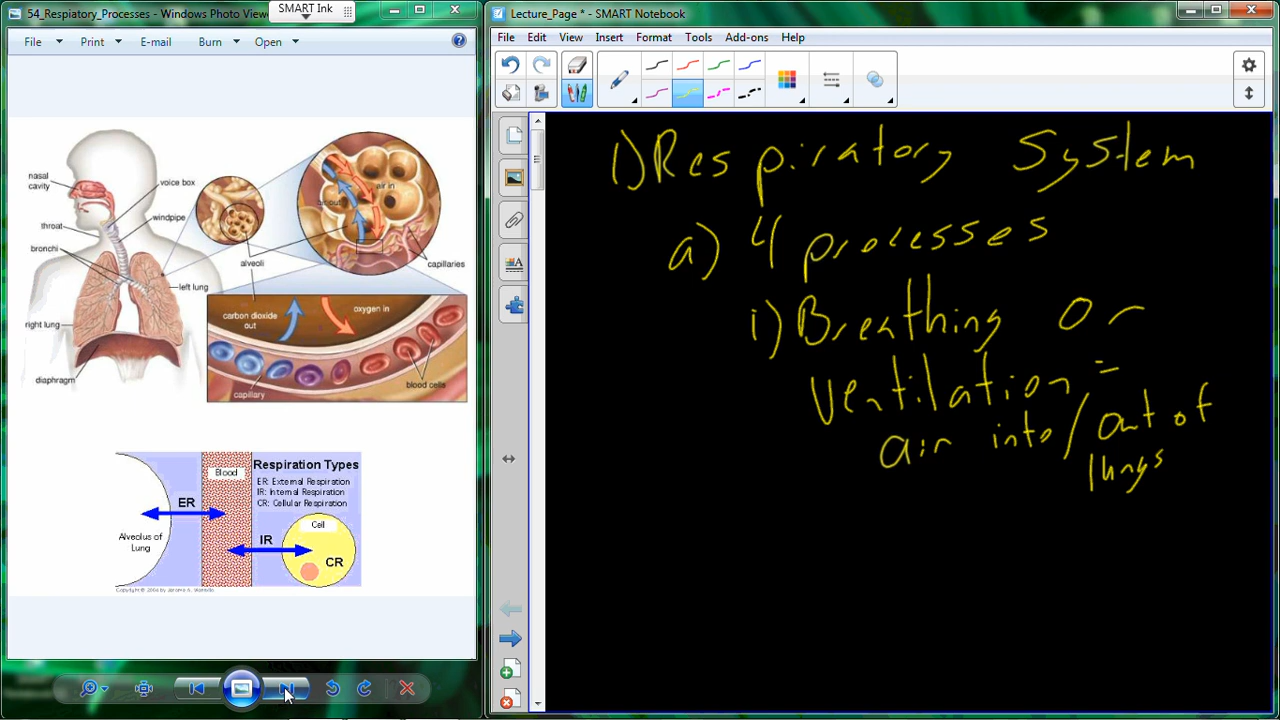 54_Respiatory_Processes - Windows Photo Viewe
SMART Ink
File Print E-mail Burn Open
nasal cavity
voice box
windpipe
throat
bronchi
left lung
right lung
diaphragm
alveoli
air in
air out
capillaries
carbon dioxide out
oxygen in
blood cells
capillary
Blood
Respiration Types
ER: External Respiration
IR: Internal Respiration
CR: Cellular Respiration
ER
Alveolus of Lung
IR
Cell
CR
Lecture_Page * - SMART Notebook
File Edit View Insert Format Tools Add-ons Help
1) Respiratory System
a) 4 processes
i) Breathing or
ventilation =
air into/out of
lungs